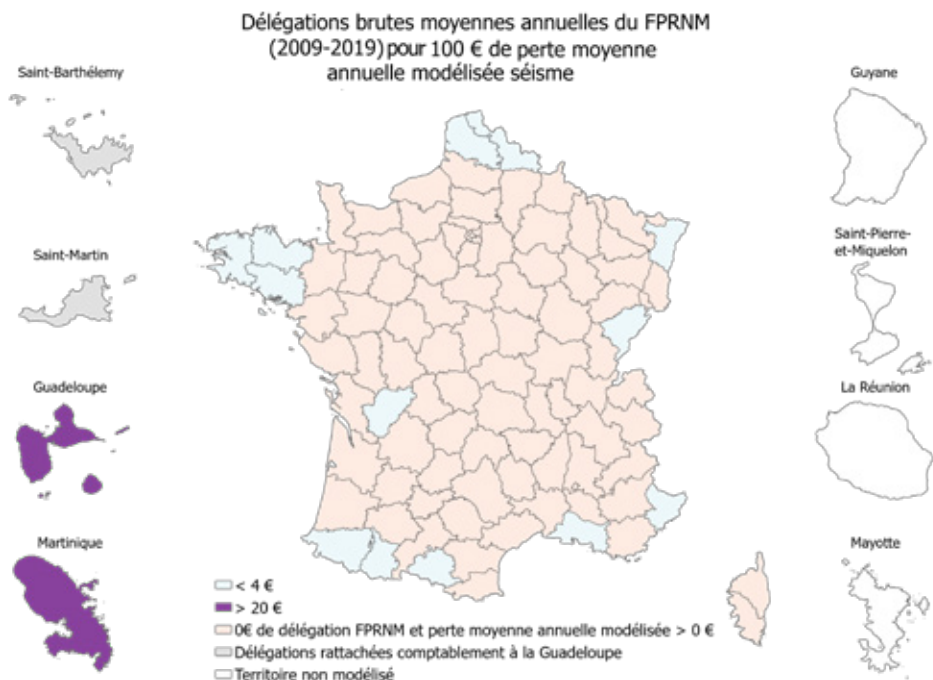 Délégations brutes moyennes annuelles du FPRNM
(2009-2019) pour 100 € de perte moyenne
annuelle modélisée séisme
Saint-Barthélemy
Guyane
Saint-Martin
Saint-Pierre-
et-Miquelon
Guadeloupe
La Réunion
Martinique
Mayotte
< 4 €
> 20 €
0€ de délégation FPRNM et perte moyenne annuelle modélisée > 0 €
Délégations rattachées comptablement à la Guadeloupe
Territoire non modélisé